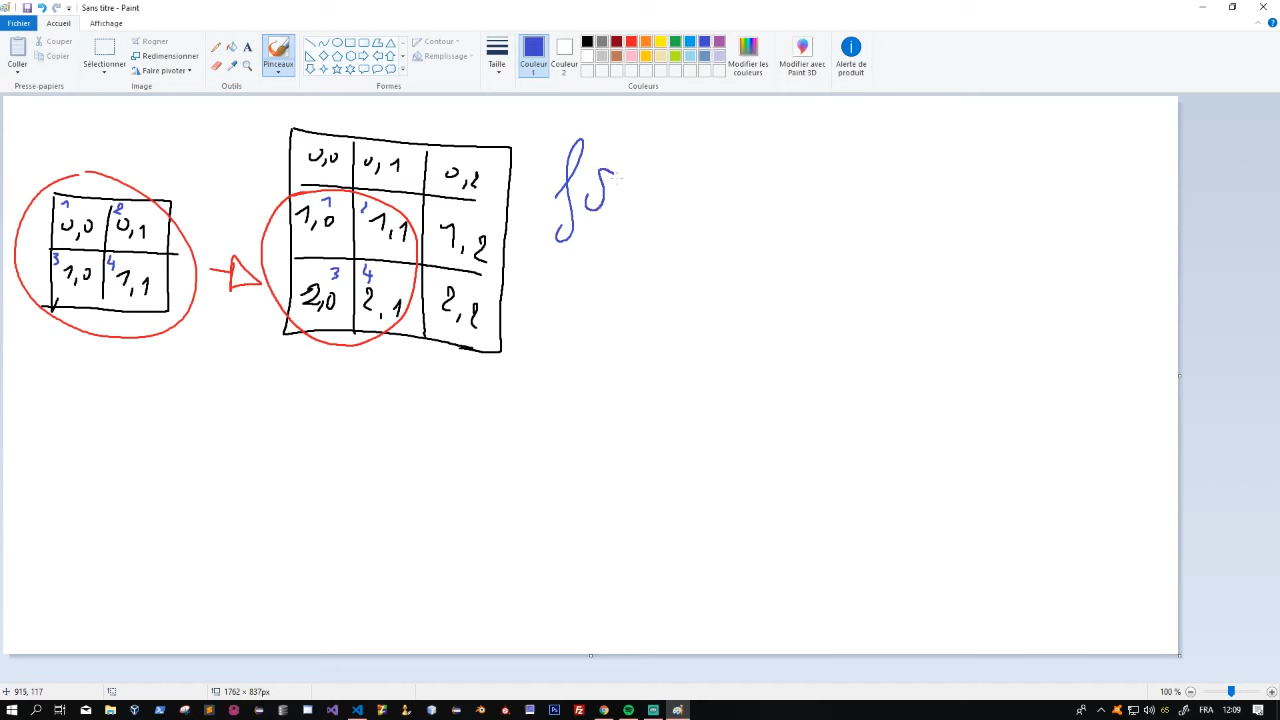 Sans titre - Paint
Fichier Accueil Affichage
Coller
Couper
Copier
Presse-papiers
Sélectionner
Rogner
Redimensionner
Faire pivoter
Image
A
Outils
Pinceaux
Formes
Contour
Remplissage
Taille
Couleur 1
Couleur 2
Couleurs
Modifier les couleurs
Modifier avec Paint 3D
Alerte de produit
1 2
0,0 0,1
3 4
1,0 1,1
0,0 0,1 0,2
1 2
1,0 1,1 1,2
3 4
2,0 2,1 2,2
fo
915, 117
1762 × 837px
100 %
65 FRA 12:09